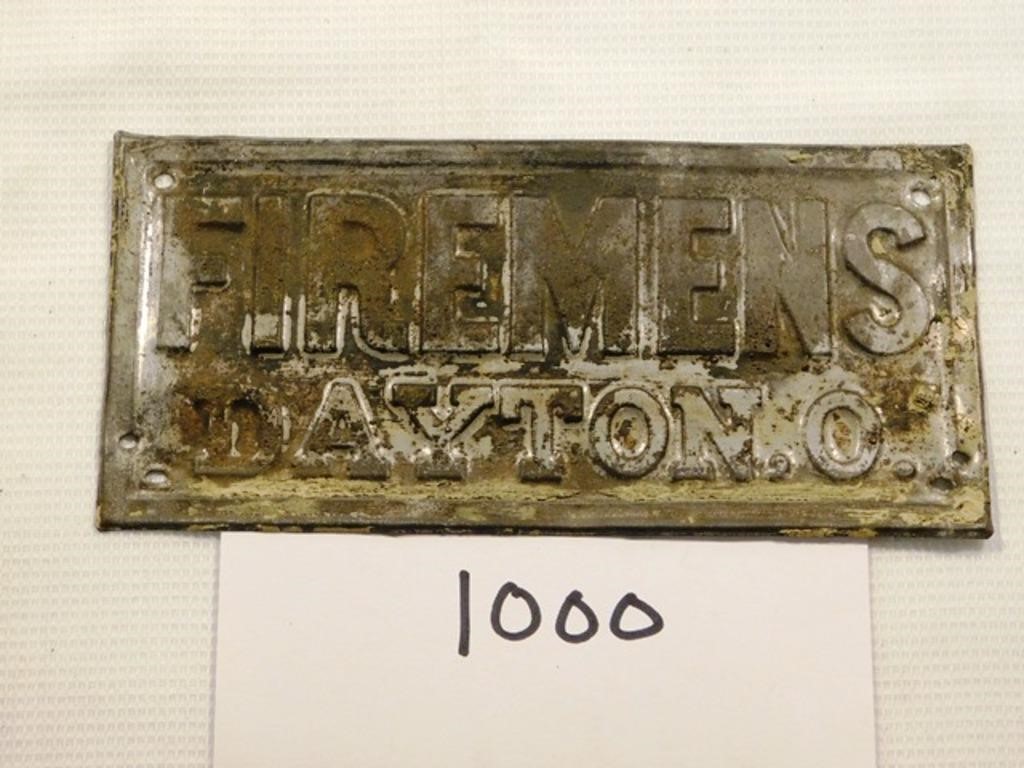 FIREMENS
DAYTON.O.
1000